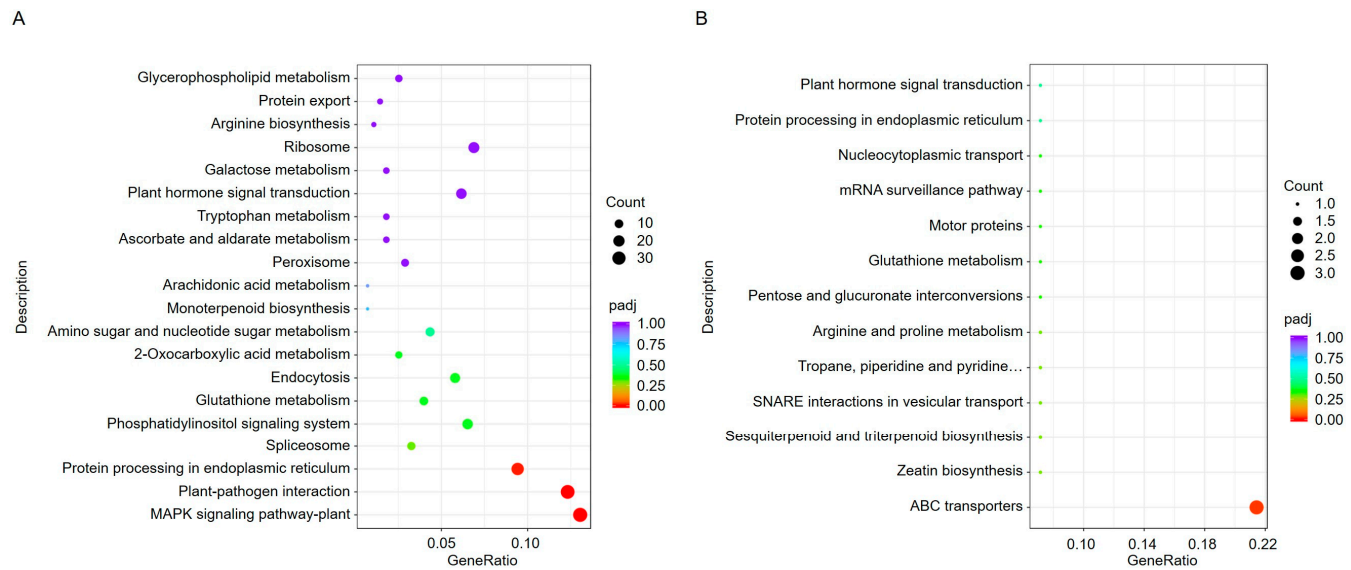 A
Glycerophospholipid metabolism
Protein export
Arginine biosynthesis
Ribosome
Galactose metabolism
Plant hormone signal transduction
Tryptophan metabolism
Ascorbate and aldarate metabolism
Peroxisome
Arachidonic acid metabolism
Monoterpenoid biosynthesis
Amino sugar and nucleotide sugar metabolism
2-Oxocarboxylic acid metabolism
Endocytosis
Glutathione metabolism
Phosphatidylinositol signaling system
Spliceosome
Protein processing in endoplasmic reticulum
Plant-pathogen interaction
MAPK signaling pathway-plant
Description
0.05 0.10
GeneRatio
Count
10
20
30
padj
1.00
0.75
0.50
0.25
0.00
B
Plant hormone signal transduction
Protein processing in endoplasmic reticulum
Nucleocytoplasmic transport
mRNA surveillance pathway
Motor proteins
Glutathione metabolism
Pentose and glucuronate interconversions
Arginine and proline metabolism
Tropane, piperidine and pyridine…
SNARE interactions in vesicular transport
Sesquiterpenoid and triterpenoid biosynthesis
Zeatin biosynthesis
ABC transporters
Description
0.10 0.14 0.18 0.22
GeneRatio
Count
1.0
1.5
2.0
2.5
3.0
padj
1.00
0.75
0.50
0.25
0.00